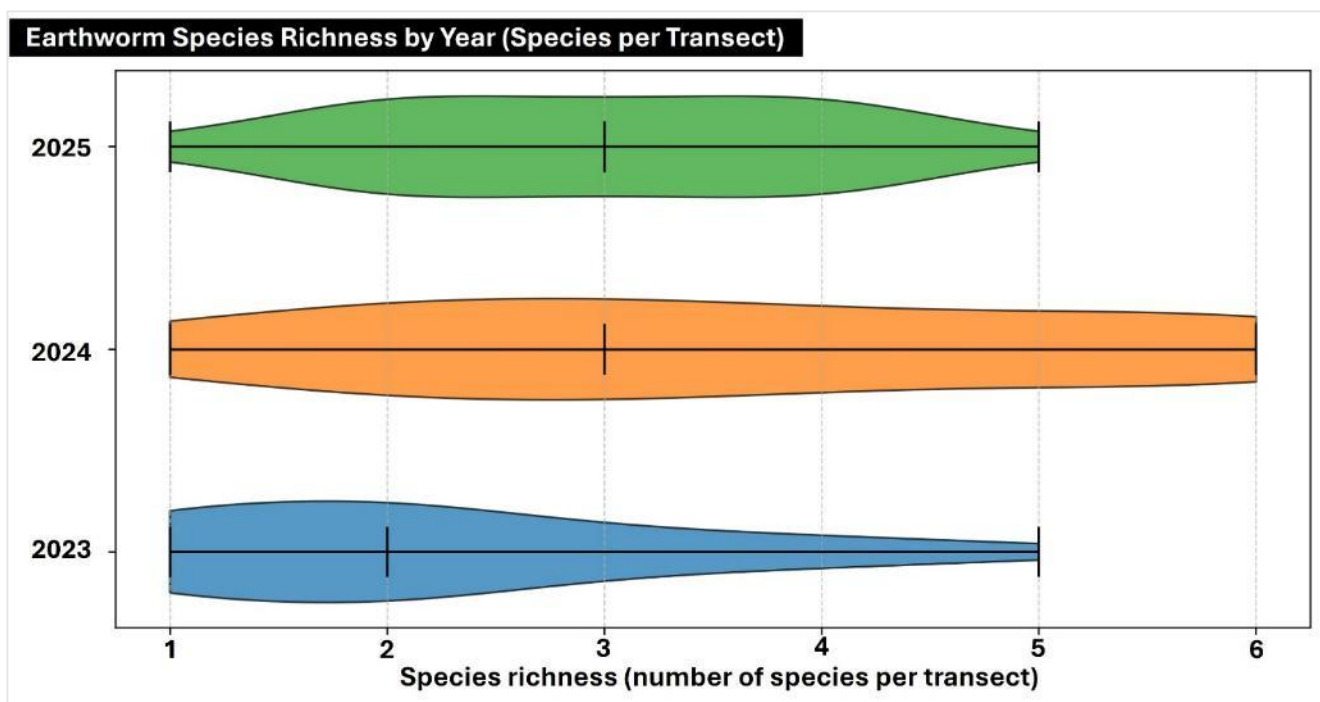 Earthworm Species Richness by Year (Species per Transect)
2025
2024
2023
1 2 3 4 5 6
Species richness (number of species per transect)